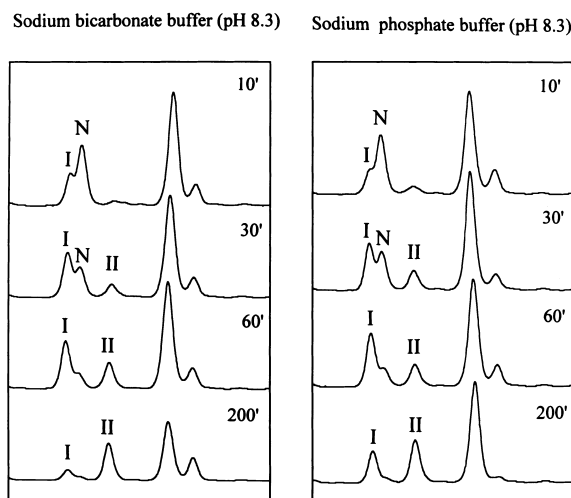 Sodium bicarbonate buffer (pH 8.3)
10'
N
I
30'
I
N
II
60'
I
II
200'
I
II
Sodium phosphate buffer (pH 8.3)
10'
N
I
30'
I
N
II
60'
I
II
200'
I
II